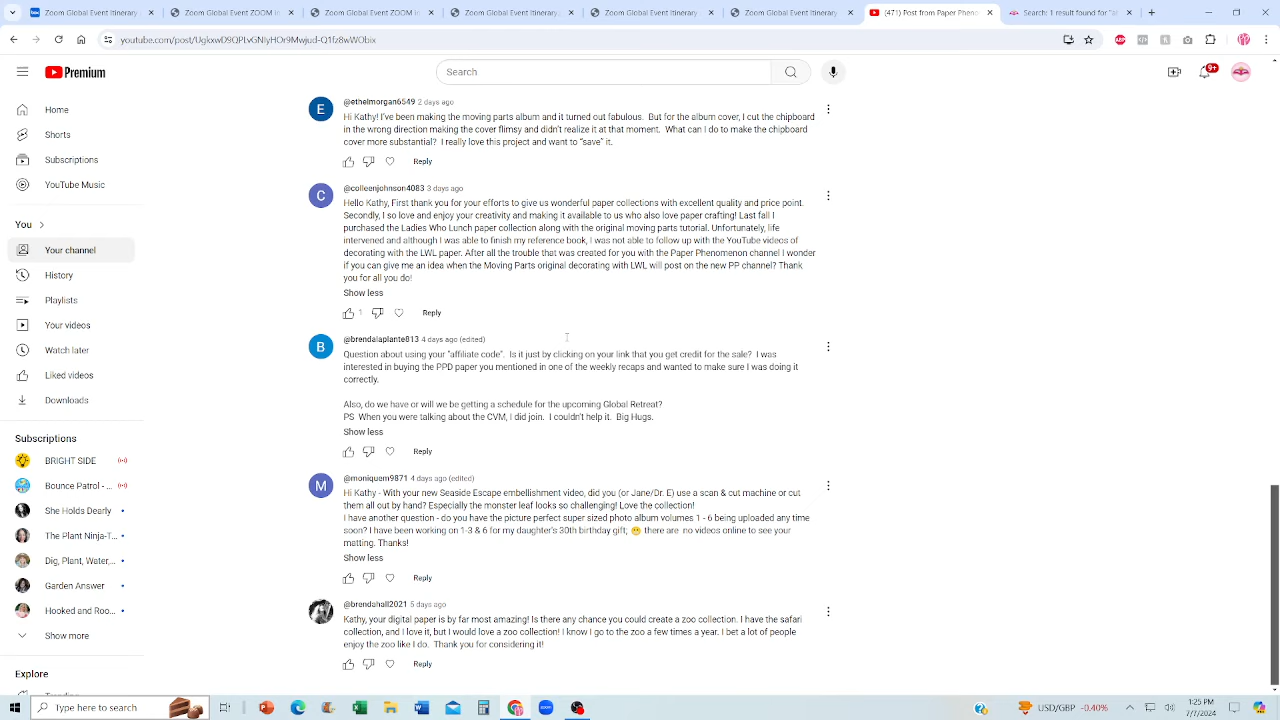 Zoom Global Event Itinerary
Zoom Global Event ZOOM in
Zoom Global Event ZOOM in
Zoom Global Event Itinerary
Zoom Global Event Itinerary
Zoom Global Event Itinerary
(471) Post from Paper Pheno
Search: 1 result found for "al
youtube.com/post/UgkxwD9QPLvGNlyHOr9Mwjud-Q1fz8wWObix
ABP
Premium
Search
9+
Home
Shorts
Subscriptions
YouTube Music
You
Your channel
History
Playlists
Your videos
Watch later
Liked videos
Downloads
Subscriptions
BRIGHT SIDE
Bounce Patrol - ...
She Holds Dearly
The Plant Ninja-T...
Dig, Plant, Water,...
Garden Answer
Hooked and Roo...
Show more
Explore
E
@ethelmorgan6549 2 days ago
Hi Kathy! I've been making the moving parts album and it turned out fabulous. But for the album cover, I cut the chipboard
in the wrong direction making the cover flimsy and didn't realize it at that moment. What can I do to make the chipboard
cover more substantial? I really love this project and want to "save" it.
Reply
C
@colleenjohnson4083 3 days ago
Hello Kathy, First thank you for your efforts to give us wonderful paper collections with excellent quality and price point.
Secondly, I so love and enjoy your creativity and making it available to us who also love paper crafting! Last fall I
purchased the Ladies Who Lunch paper collection along with the original moving parts tutorial. Unfortunately, life
intervened and although I was able to finish my reference book, I was not able to follow up with the YouTube videos of
decorating with the LWL paper. After all the trouble that was created for you with the Paper Phenomenon channel I wonder
if you can give me an idea when the Moving Parts original decorating with LWL will post on the new PP channel? Thank
you for all you do!
Show less
1
Reply
B
@brendalaplante813 4 days ago (edited)
Question about using your "affiliate code". Is it just by clicking on your link that you get credit for the sale? I was
interested in buying the PPD paper you mentioned in one of the weekly recaps and wanted to make sure I was doing it
correctly.
Also, do we have or will we be getting a schedule for the upcoming Global Retreat?
PS When you were talking about the CVM, I did join. I couldn't help it. Big Hugs.
Show less
Reply
M
@moniquem9871 4 days ago (edited)
Hi Kathy - With your new Seaside Escape embellishment video, did you (or Jane/Dr. E) use a scan & cut machine or cut
them all out by hand? Especially the monster leaf looks so challenging! Love the collection!
I have another question - do you have the picture perfect super sized photo album volumes 1 - 6 being uploaded any time
soon? I have been working on 1-3 & 6 for my daughter's 30th birthday gift; 😬 there are no videos online to see your
matting. Thanks!
Show less
Reply
@brendahall2021 5 days ago
Kathy, your digital paper is by far most amazing! Is there any chance you could create a zoo collection. I have the safari
collection, and I love it, but I would love a zoo collection! I know I go to the zoo a few times a year. I bet a lot of people
enjoy the zoo like I do. Thank you for considering it!
Reply
Type here to search
USD/GBP -0.40%
1:25 PM
7/7/2024